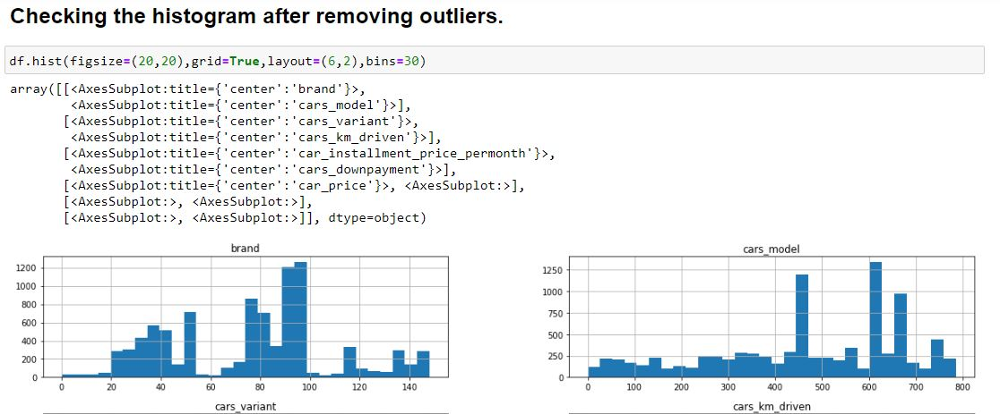 Checking the histogram after removing outliers.
df.hist(figsize=(20,20),grid=True,layout=(6,2),bins=30)
array([[<AxesSubplot:title={'center':'brand'}>,
<AxesSubplot:title={'center':'cars_model'}>],
[<AxesSubplot:title={'center':'cars_variant'}>,
<AxesSubplot:title={'center':'cars_km_driven'}>],
[<AxesSubplot:title={'center':'car_installment_price_permonth'}>,
<AxesSubplot:title={'center':'cars_downpayment'}>],
[<AxesSubplot:title={'center':'car_price'}>, <AxesSubplot:>],
[<AxesSubplot:>, <AxesSubplot:>],
[<AxesSubplot:>, <AxesSubplot:>]], dtype=object)
brand
1200
1000
800
600
400
200
0
0 20 40 60 80 100 120 140
cars_model
1250
1000
750
500
250
0
0 100 200 300 400 500 600 700 800
cars_variant
cars_km_driven